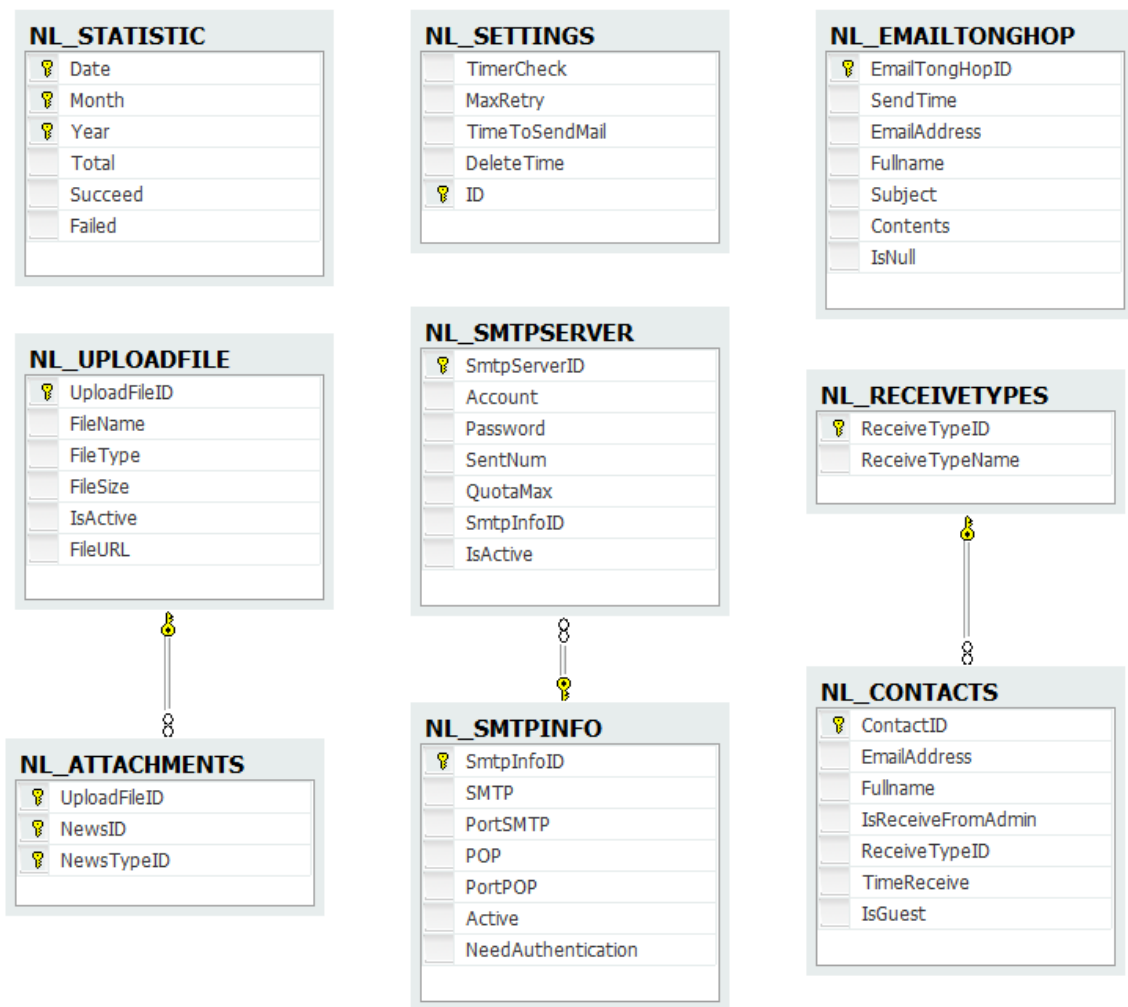 NL_STATISTIC
Date
Month
Year
Total
Succeed
Failed
NL_SETTINGS
TimerCheck
MaxRetry
TimeToSendMail
DeleteTime
ID
NL_EMAILTONGHOP
EmailTongHopID
SendTime
EmailAddress
Fullname
Subject
Contents
IsNull
NL_UPLOADFILE
UploadFileID
FileName
FileType
FileSize
IsActive
FileURL
NL_SMTPSERVER
SmtpServerID
Account
Password
SentNum
QuotaMax
SmtpInfoID
IsActive
NL_RECEIVETYPES
ReceiveTypeID
ReceiveTypeName
NL_ATTACHMENTS
UploadFileID
NewsID
NewsTypeID
NL_SMTPINFO
SmtpInfoID
SMTP
PortSMTP
POP
PortPOP
Active
NeedAuthentication
NL_CONTACTS
ContactID
EmailAddress
Fullname
IsReceiveFromAdmin
ReceiveTypeID
TimeReceive
IsGuest